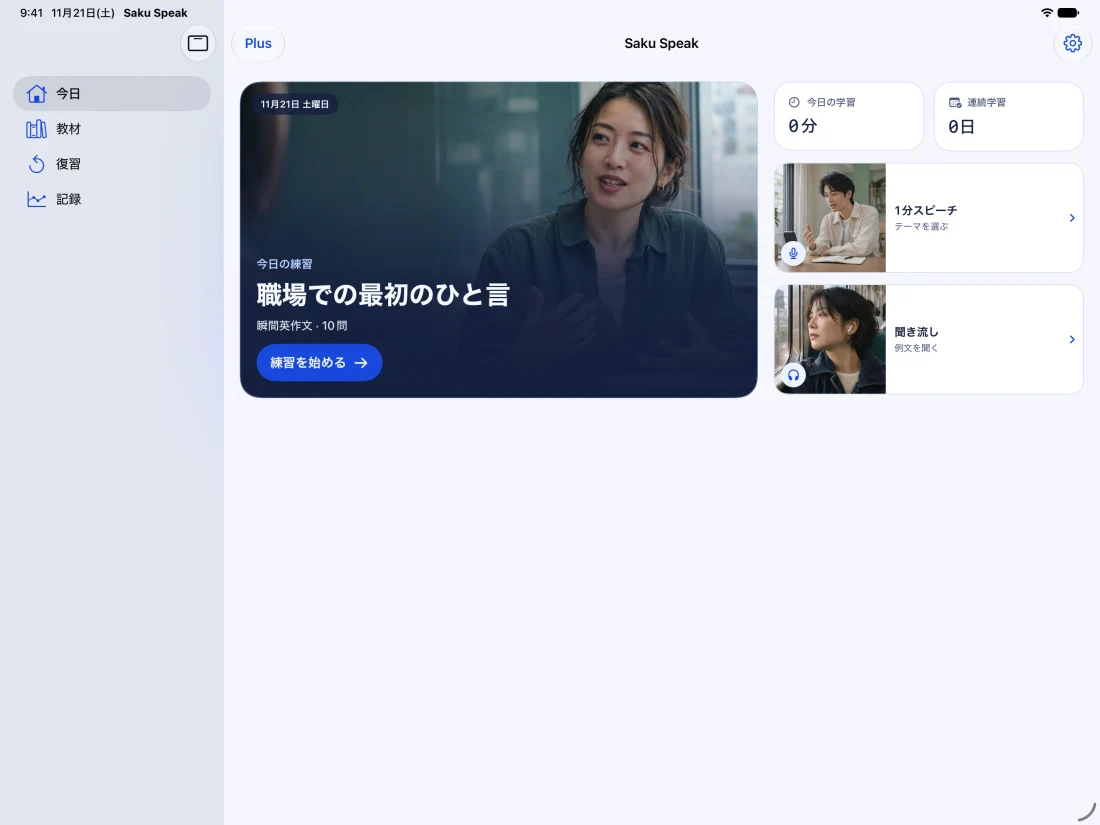 9:41 11月21日(土) Saku Speak
Plus
Saku Speak
今日
教材
復習
記録
11月21日 土曜日
今日の練習
職場での最初のひと言
瞬間英作文 · 10問
練習を始める →
今日の学習
0分
連続学習
0日
1分スピーチ
テーマを選ぶ
聞き流し
例文を聞く